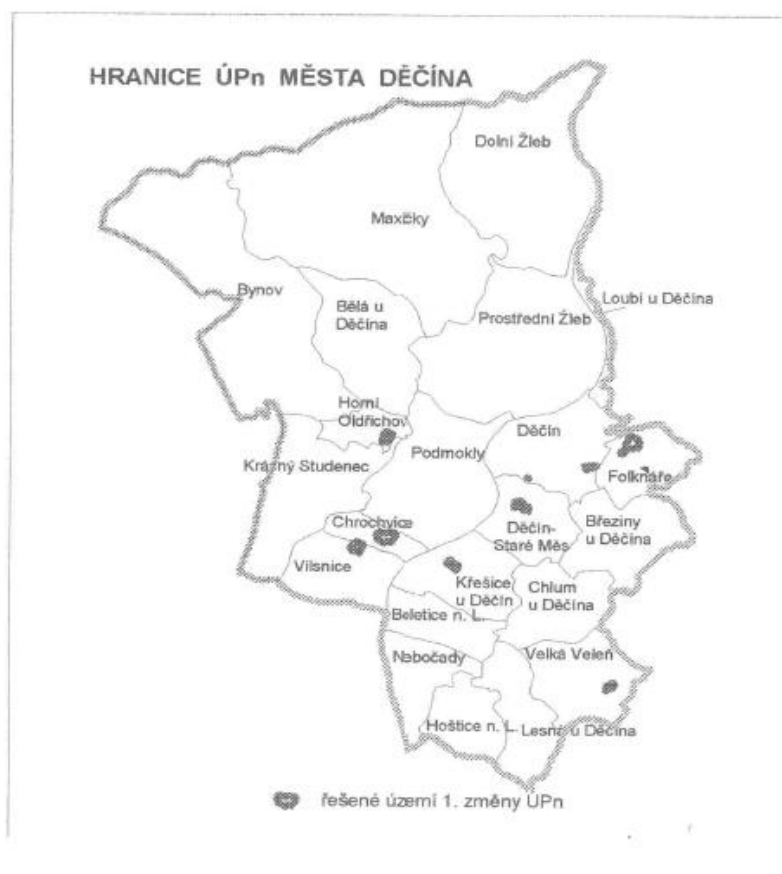 HRANICE ÚPn MĚSTA DĚČÍNA
Dolní Žleb
Maxičky
Bynov
Bělá u
Děčína
Prostřední Žleb
Loubí u Děčína
Horní
Oldřichov
Krásný Studenec
Podmokly
Děčín
Folknáře
Chrochvice
Děčín-
Staré Měs
Březiny
u Děčína
Vilsnice
Křešice
u Děčín
Chlum
u Děčína
Beletice n. L.
Nebočady
Velká Veleň
Hoštice n. L.
Lesná u Děčína
řešené území 1. změny ÚPn